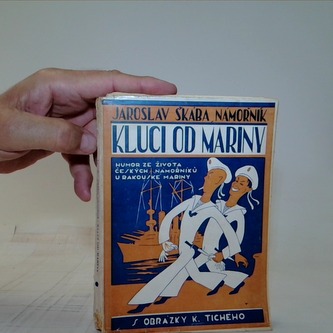 JAROSLAV ŠKÁBA NÁMOŘNÍK
KLUCI OD MARINY
HUMOR ZE ŽIVOTA
ČESKÝCH NÁMOŘNÍKŮ
U RAKOUSKÉ MARINY
S OBRÁZKY K. TICHÉHO